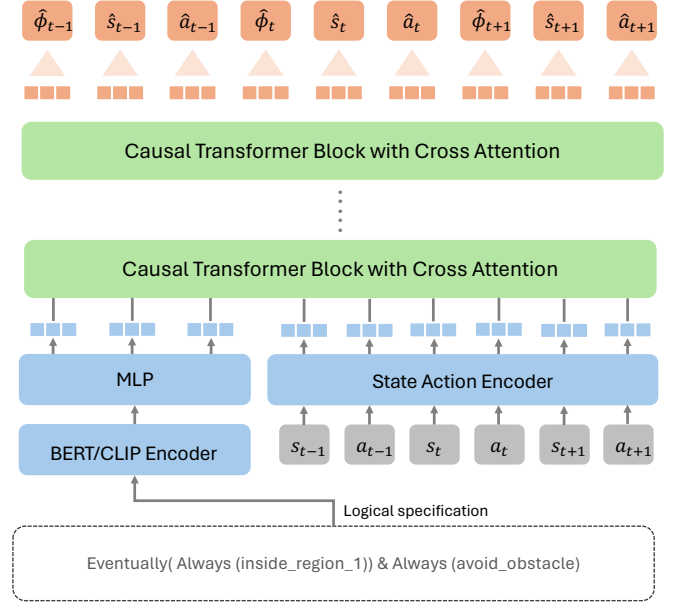 ϕ̂ₜ₋₁ ŝₜ₋₁ âₜ₋₁ ϕ̂ₜ ŝₜ âₜ ϕ̂ₜ₊₁ ŝₜ₊₁ âₜ₊₁
Causal Transformer Block with Cross Attention
Causal Transformer Block with Cross Attention
MLP
State Action Encoder
BERT/CLIP Encoder
sₜ₋₁ aₜ₋₁ sₜ aₜ sₜ₊₁ aₜ₊₁
Logical specification
Eventually( Always (inside_region_1)) & Always (avoid_obstacle)